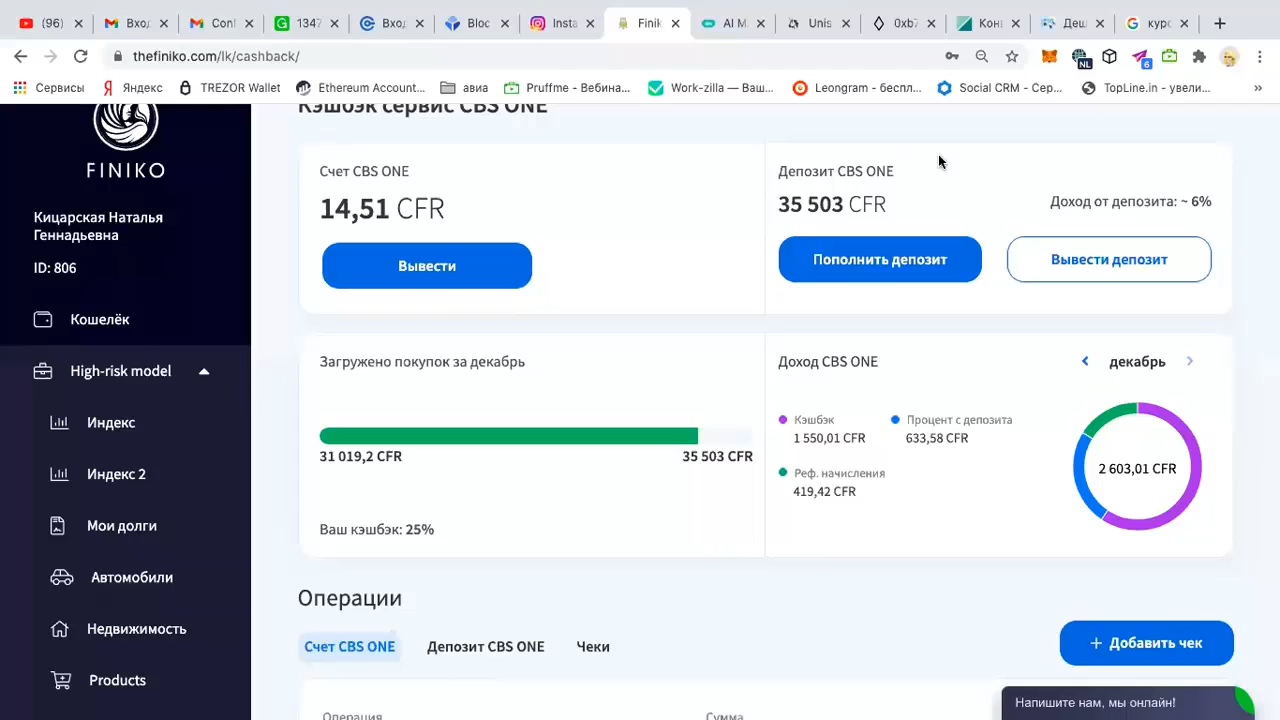 (96)
Вход
Conf
1347
Вход
Bloc
Insta
Finik
AI M
Unis
0xb7
Кон
Деш
курс
thefiniko.com/lk/cashback/
NL
6
Сервисы
Яндекс
TREZOR Wallet
Ethereum Account...
авиа
Pruffme - Вебина...
Work-zilla — Ваш...
Leongram - беспл...
Social CRM - Сер...
TopLine.in - увели...
»
Кэшбэк сервис CBS ONE
FINIKO
Кицарская Наталья
Геннадьевна
ID: 806
Кошелёк
High-risk model
Индекс
Индекс 2
Мои долги
Автомобили
Недвижимость
Products
Счет CBS ONE
14,51 CFR
Вывести
Депозит CBS ONE
35 503 CFR
Доход от депозита: ~ 6%
Пополнить депозит
Вывести депозит
Загружено покупок за декабрь
31 019,2 CFR
35 503 CFR
Ваш кэшбэк: 25%
Доход CBS ONE
декабрь
Кэшбэк
1 550,01 CFR
Процент с депозита
633,58 CFR
Реф. начисления
419,42 CFR
2 603,01 CFR
Операции
Счет CBS ONE
Депозит CBS ONE
Чеки
+ Добавить чек
Операция
Сумма
Напишите нам, мы онлайн!